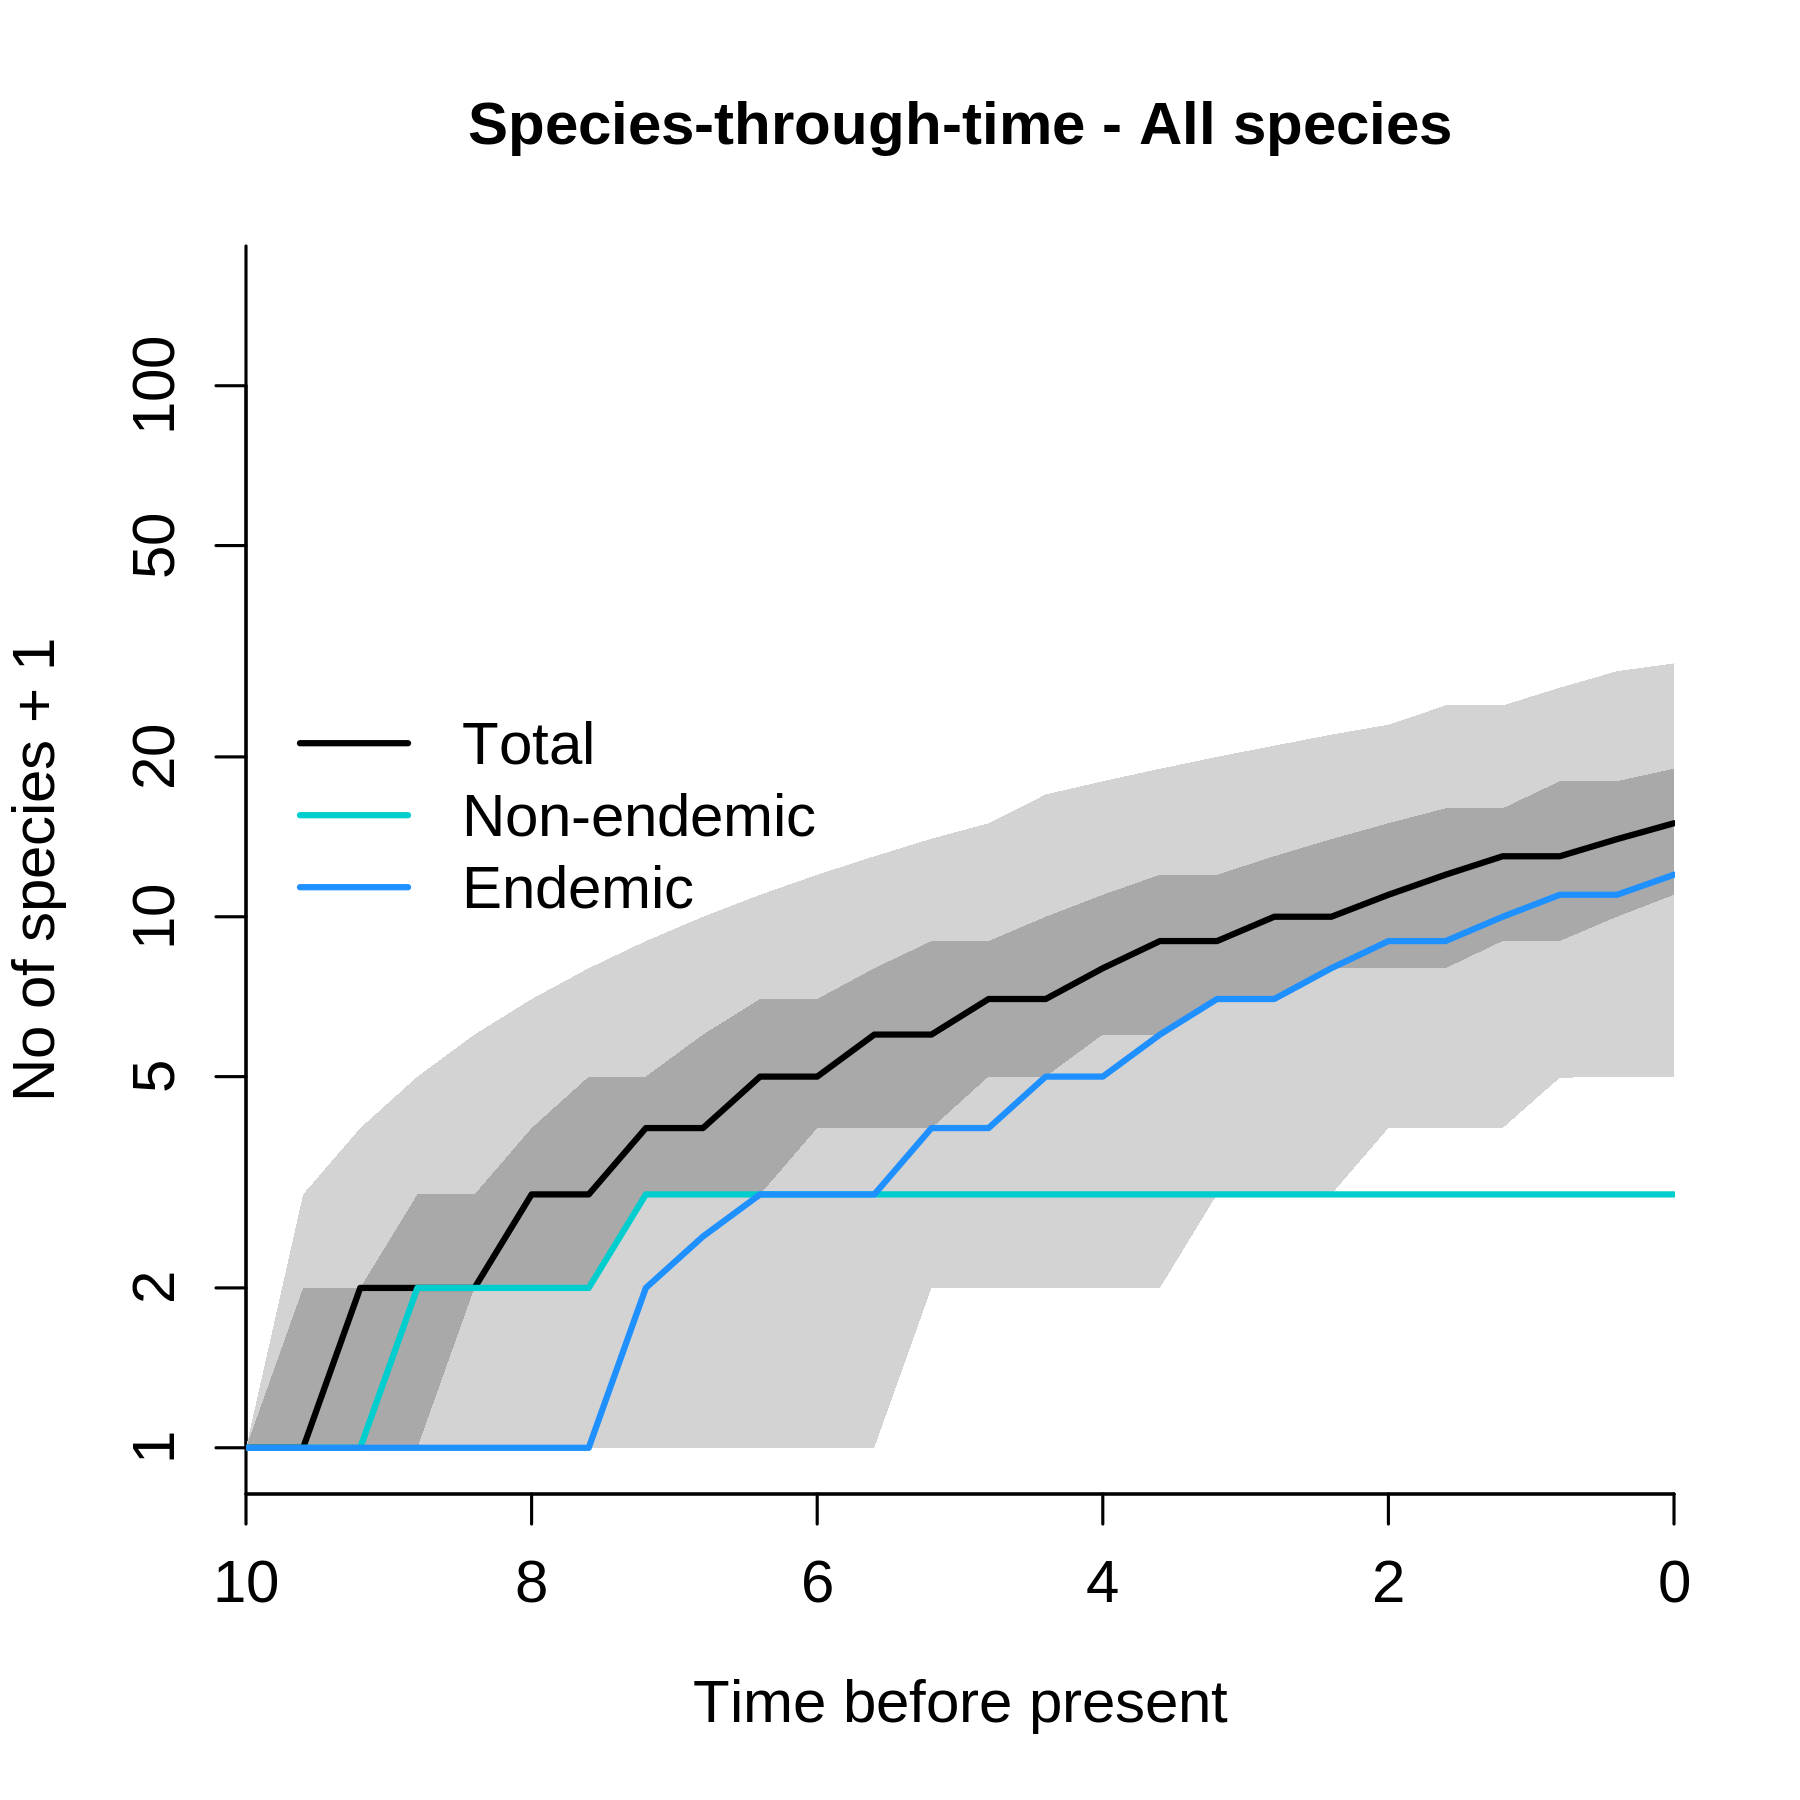 Species-through-time - All species
No of species + 1
100
50
20
10
5
2
1
Total
Non-endemic
Endemic
10 8 6 4 2 0
Time before present